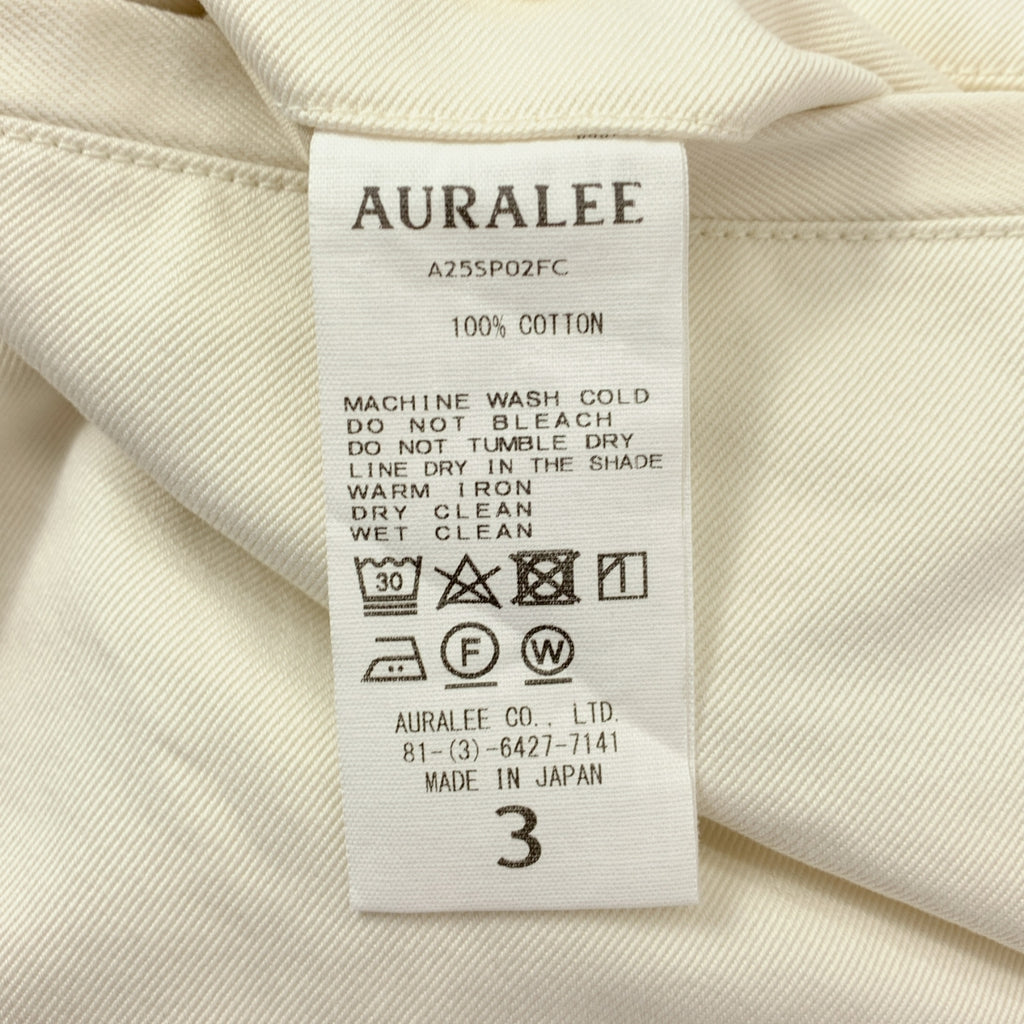 AURALEE
A25SP02FC
100% COTTON
MACHINE WASH COLD
DO NOT BLEACH
DO NOT TUMBLE DRY
LINE DRY IN THE SHADE
WARM IRON
DRY CLEAN
WET CLEAN
30
F W
AURALEE CO., LTD.
81-(3)-6427-7141
MADE IN JAPAN
3